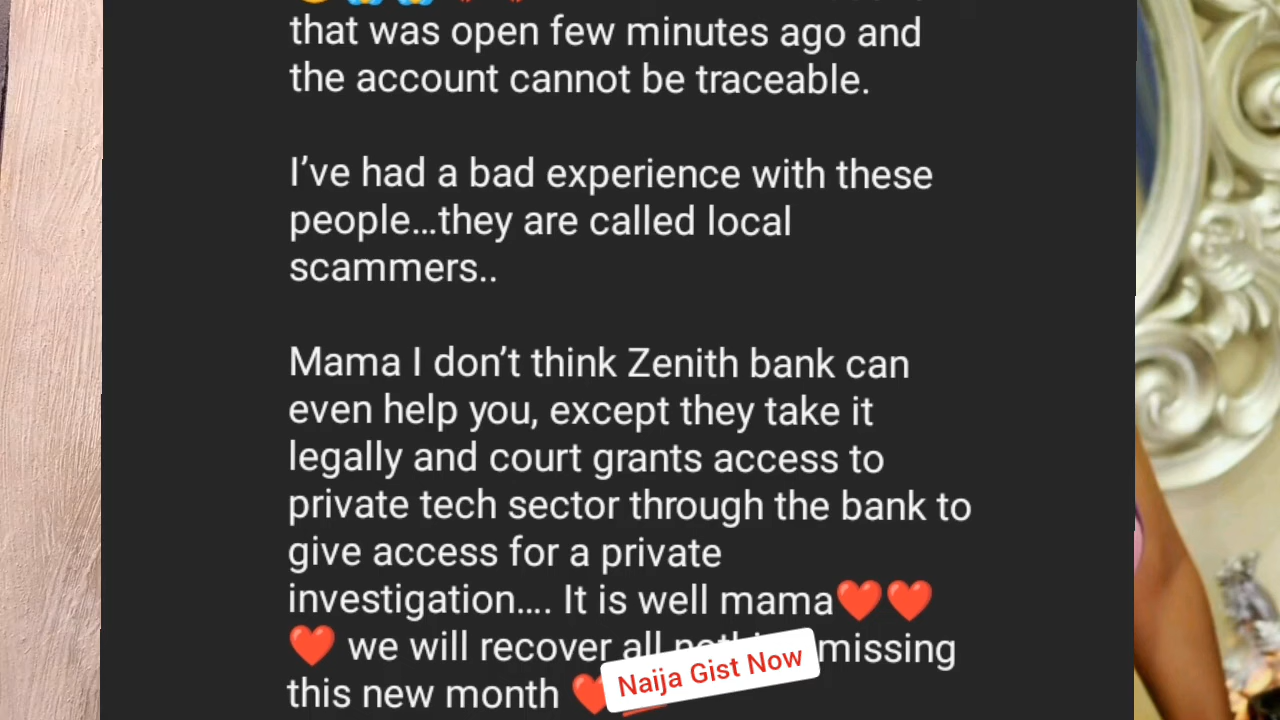 that was open few minutes ago and
the account cannot be traceable.
I've had a bad experience with these
people…they are called local
scammers..
Mama I don't think Zenith bank can
even help you, except they take it
legally and court grants access to
private tech sector through the bank to
give access for a private
investigation…. It is well mama❤️❤️
❤️ we will recover all missing
this new month ❤️
Naija Gist Now